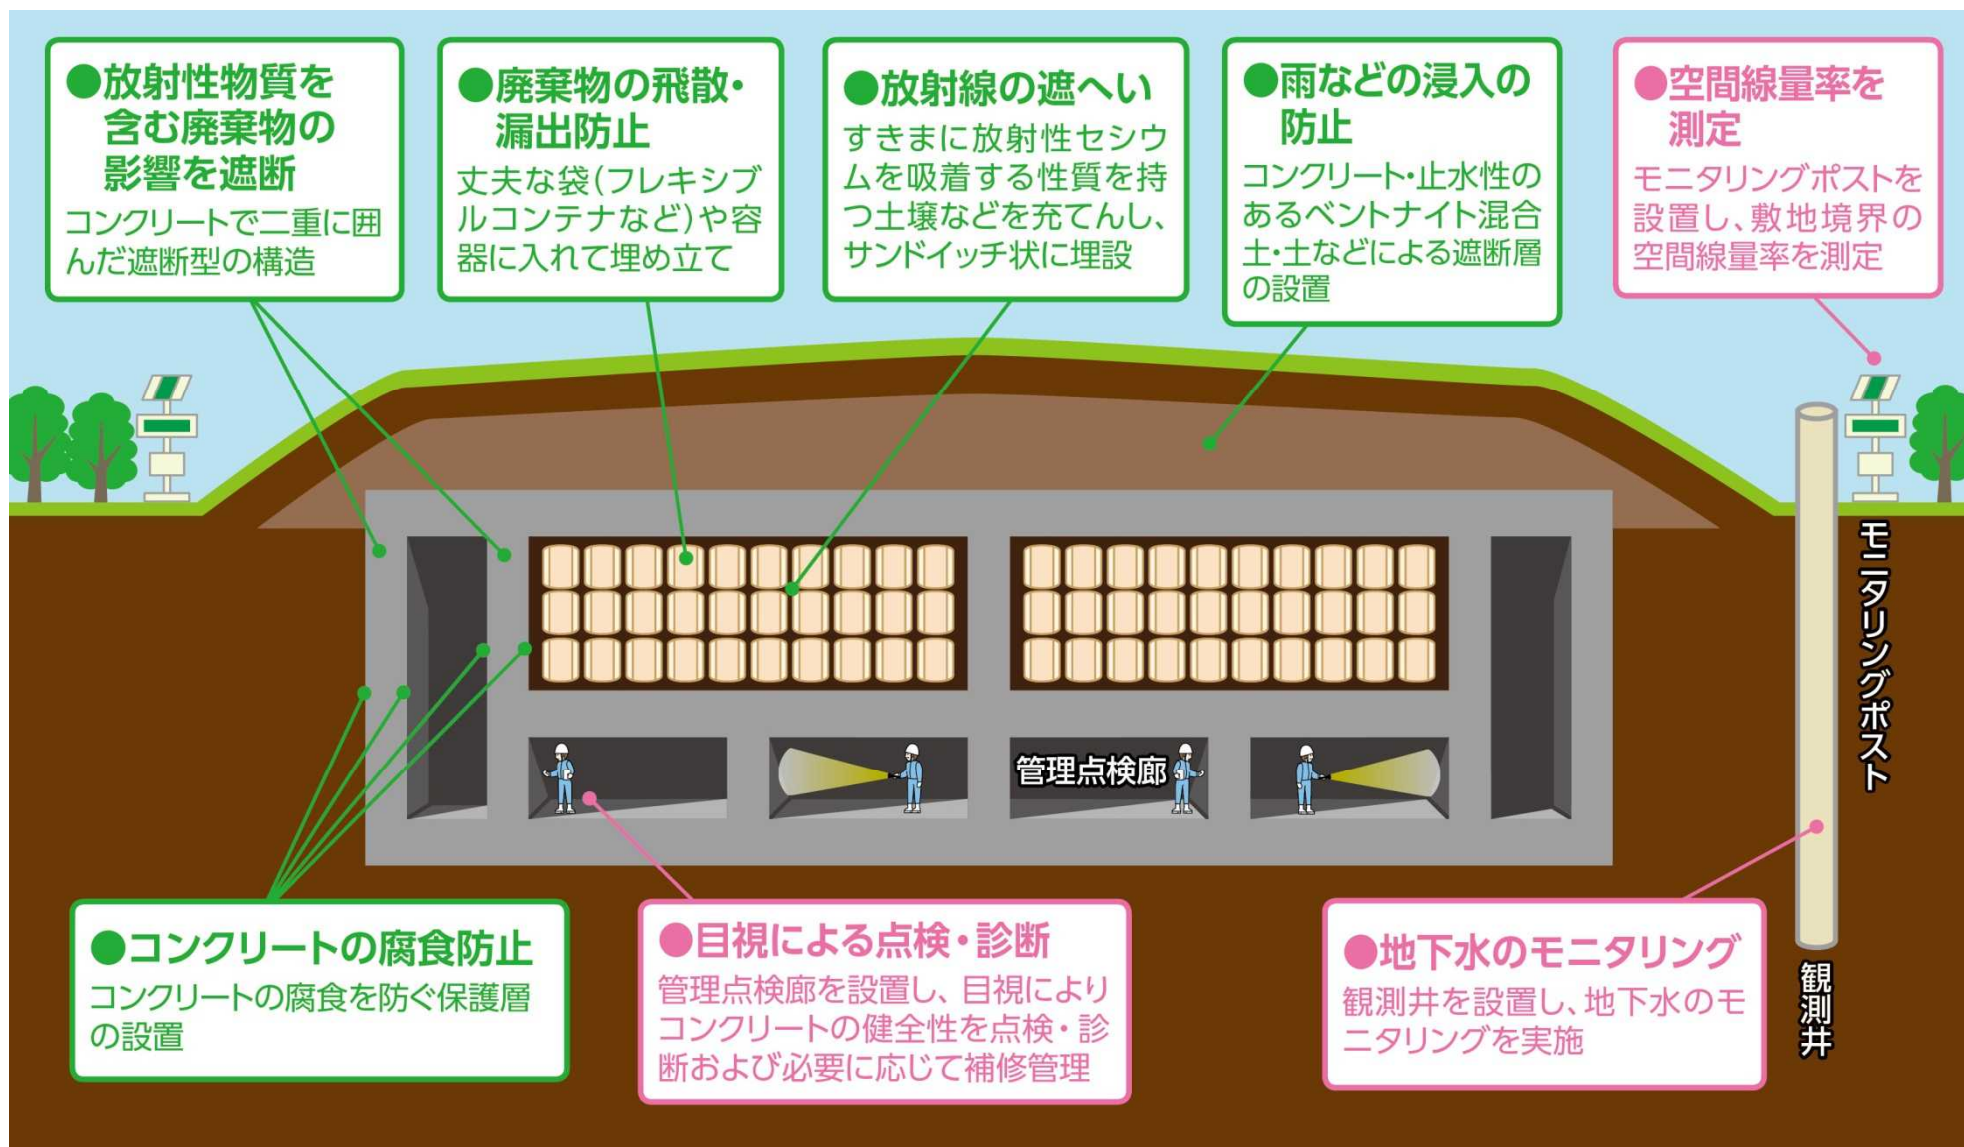 ●放射性物質を
含む廃棄物の
影響を遮断
コンクリートで二重に囲
んだ遮断型の構造
●廃棄物の飛散・
漏出防止
丈夫な袋(フレキシブ
ルコンテナなど)や容
器に入れて埋め立て
●放射線の遮へい
すきまに放射性セシウ
ムを吸着する性質を持
つ土壌などを充てんし、
サンドイッチ状に埋設
●雨などの浸入の
防止
コンクリート・止水性の
あるベントナイト混合
土・土などによる遮断層
の設置
●空間線量率を
測定
モニタリングポストを
設置し、敷地境界の
空間線量率を測定
モニタリングポスト
管理点検廊
●コンクリートの腐食防止
コンクリートの腐食を防ぐ保護層
の設置
●目視による点検・診断
管理点検廊を設置し、目視により
コンクリートの健全性を点検・診
断および必要に応じて補修管理
●地下水のモニタリング
観測井を設置し、地下水のモ
ニタリングを実施
観測井